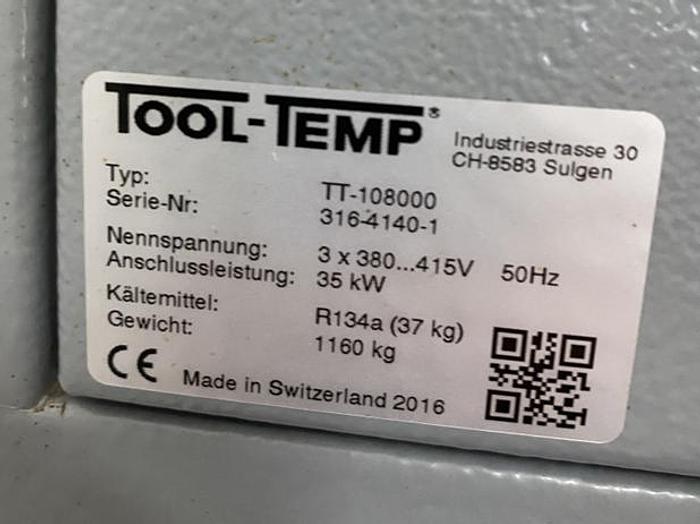 TOOL-TEMP®
Industriestrasse 30
CH-8583 Sulgen
Typ: TT-108000
Serie-Nr: 316-4140-1
Nennspannung: 3 x 380...415V 50Hz
Anschlussleistung: 35 kW
Kältemittel: R134a (37 kg)
Gewicht: 1160 kg
CE Made in Switzerland 2016